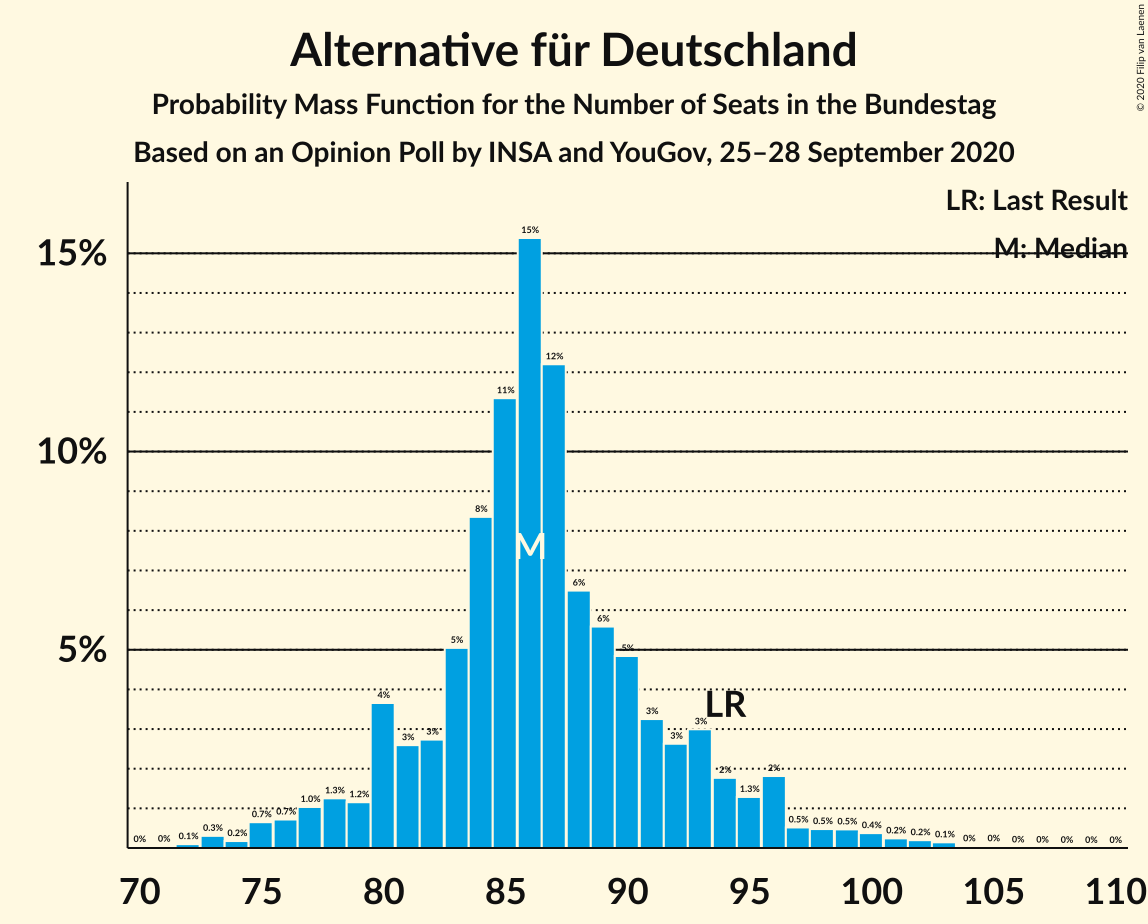 Alternative für Deutschland
Probability Mass Function for the Number of Seats in the Bundestag
Based on an Opinion Poll by INSA and YouGov, 25–28 September 2020
© 2020 Filip van Laenen
LR: Last Result
M: Median
15%
10%
5%
0% 0% 0.1% 0.3% 0.2% 0.7% 0.7% 1.0% 1.3% 1.2% 4% 3% 3% 5% 8% 11% 15% 12% 6% 6% 5% 3% 3% 3% 2% 1.3% 2% 0.5% 0.5% 0.5% 0.4% 0.2% 0.2% 0.1% 0% 0% 0% 0% 0% 0% 0%
M
LR
70 75 80 85 90 95 100 105 110